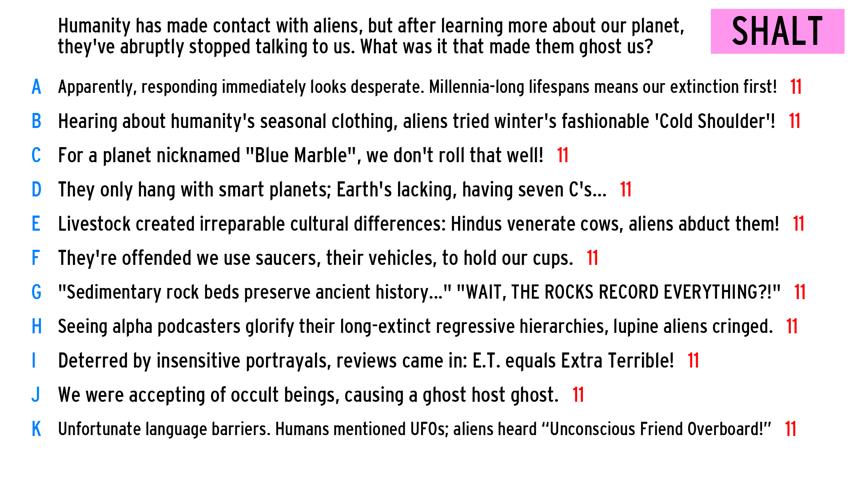 Humanity has made contact with aliens, but after learning more about our planet,
they've abruptly stopped talking to us. What was it that made them ghost us?
SHALT
A Apparently, responding immediately looks desperate. Millennia-long lifespans means our extinction first! 11
B Hearing about humanity's seasonal clothing, aliens tried winter's fashionable 'Cold Shoulder'! 11
C For a planet nicknamed "Blue Marble", we don't roll that well! 11
D They only hang with smart planets; Earth's lacking, having seven C's... 11
E Livestock created irreparable cultural differences: Hindus venerate cows, aliens abduct them! 11
F They're offended we use saucers, their vehicles, to hold our cups. 11
G "Sedimentary rock beds preserve ancient history..." "WAIT, THE ROCKS RECORD EVERYTHING?!" 11
H Seeing alpha podcasters glorify their long-extinct regressive hierarchies, lupine aliens cringed. 11
I Deterred by insensitive portrayals, reviews came in: E.T. equals Extra Terrible! 11
J We were accepting of occult beings, causing a ghost host ghost. 11
K Unfortunate language barriers. Humans mentioned UFOs; aliens heard “Unconscious Friend Overboard!” 11